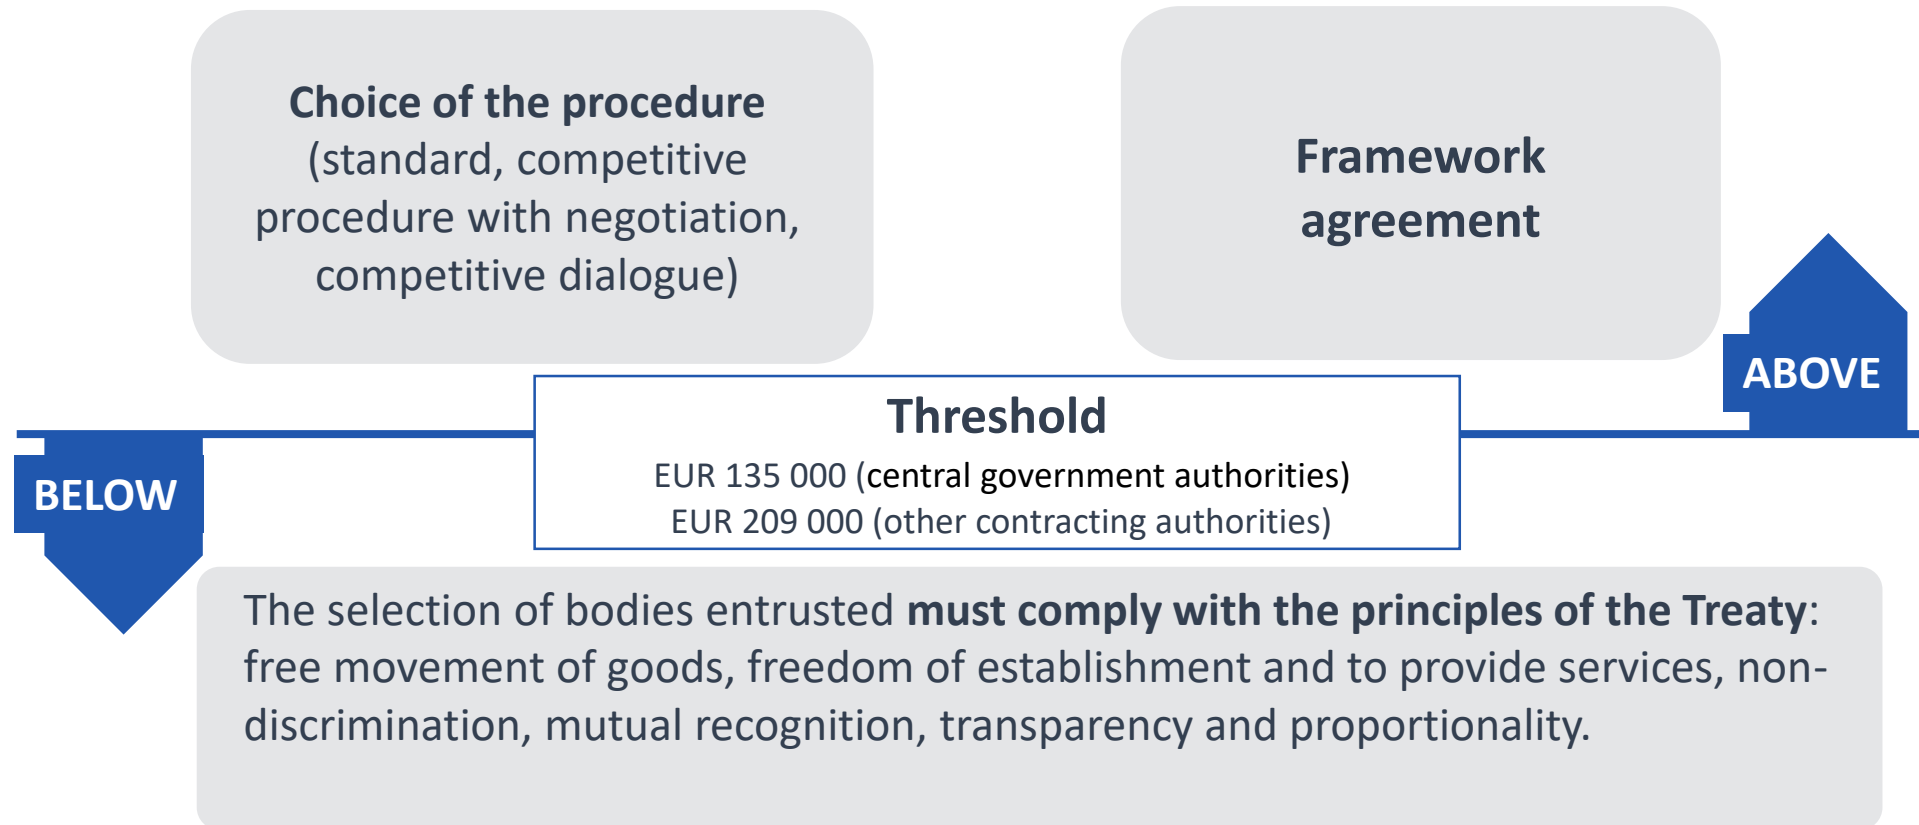 Choice of the procedure
(standard, competitive
procedure with negotiation,
competitive dialogue)
Framework
agreement
ABOVE
Threshold
EUR 135 000 (central government authorities)
EUR 209 000 (other contracting authorities)
BELOW
The selection of bodies entrusted must comply with the principles of the Treaty:
free movement of goods, freedom of establishment and to provide services, non-
discrimination, mutual recognition, transparency and proportionality.